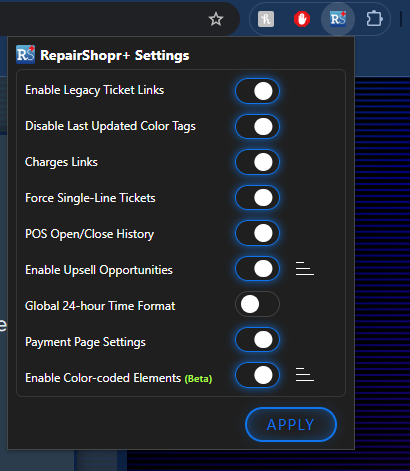 RS
RS RepairShopr+ Settings
Enable Legacy Ticket Links
Disable Last Updated Color Tags
Charges Links
Force Single-Line Tickets
POS Open/Close History
Enable Upsell Opportunities
e
Global 24-hour Time Format
Payment Page Settings
Enable Color-coded Elements (Beta)
APPLY